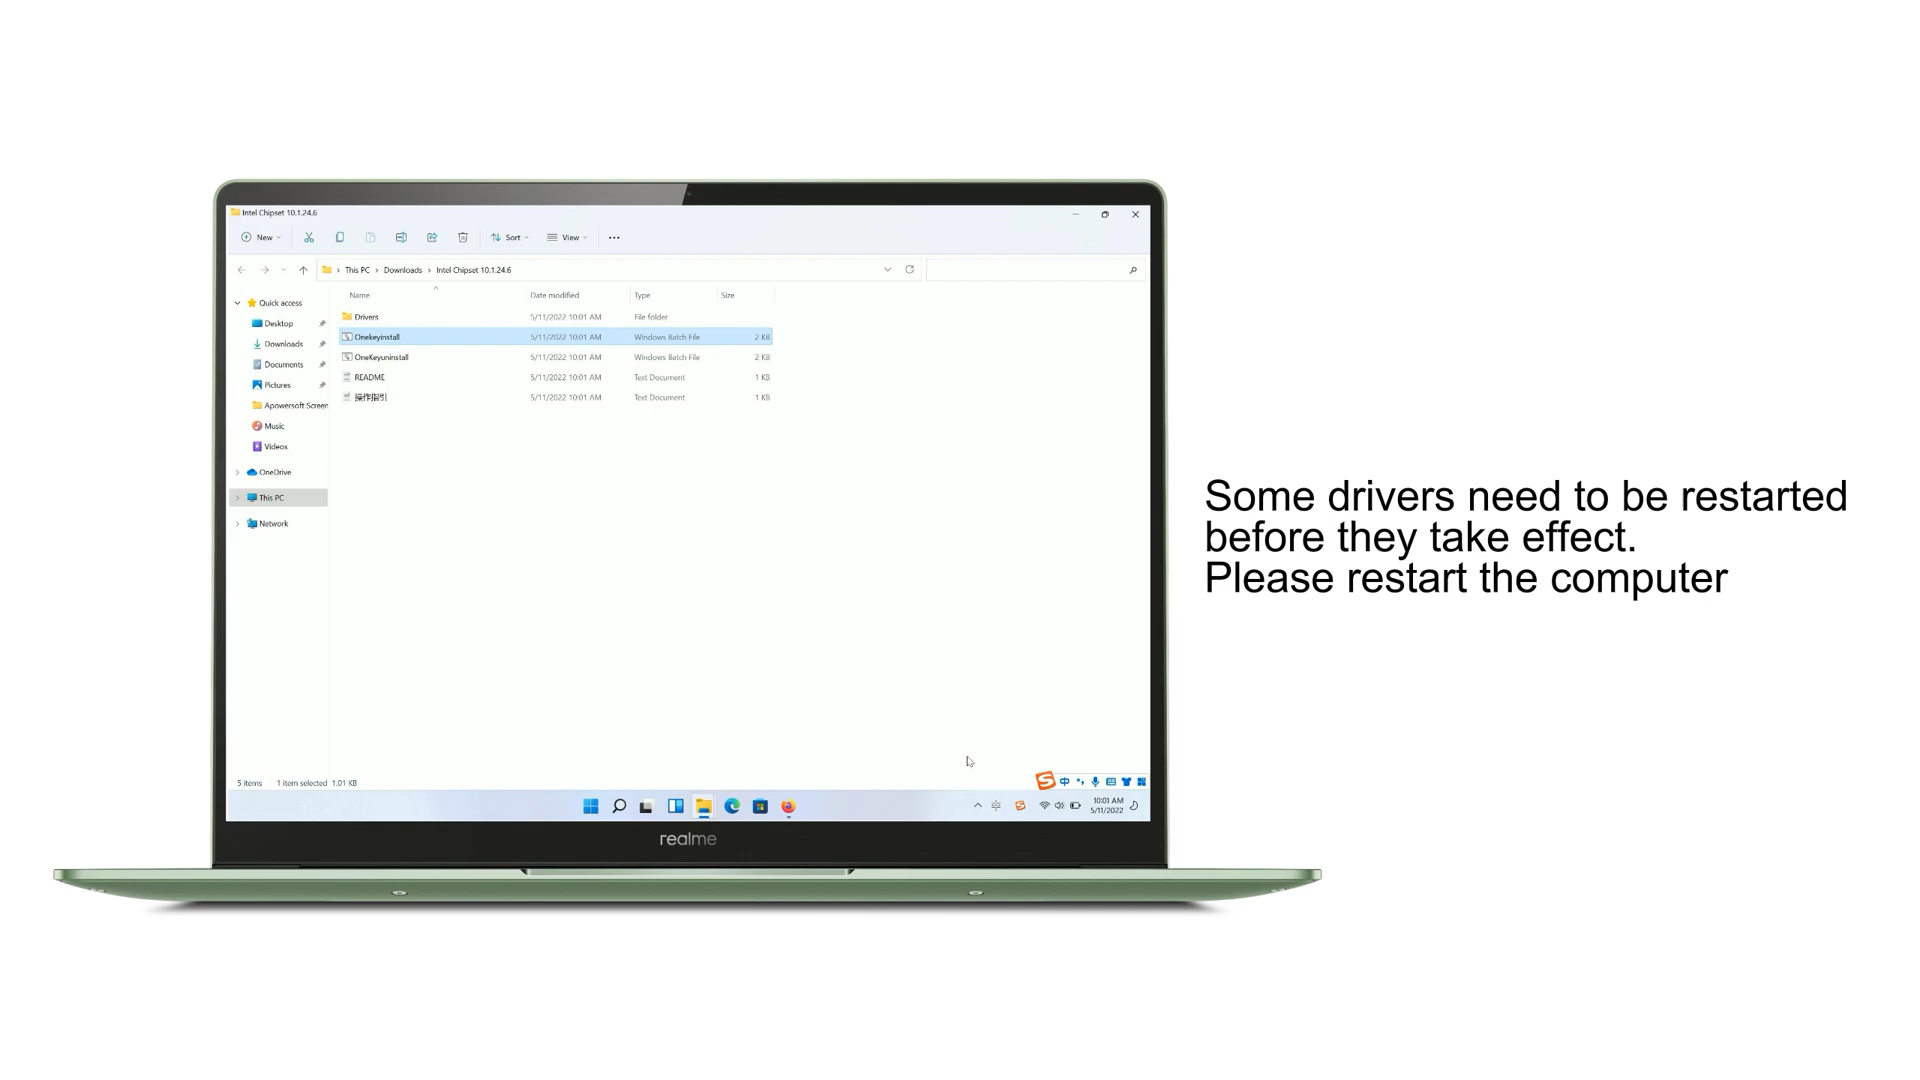 Intel Chipset 10.1.24.6
New
Sort
View
This PC > Downloads > Intel Chipset 10.1.24.6
Name Date modified Type Size
Quick access
Desktop
Downloads
Documents
Pictures
Apowersoft Screen
Music
Videos
OneDrive
This PC
Network
Drivers 5/11/2022 10:01 AM File folder
Onekeyinstall 5/11/2022 10:01 AM Windows Batch File 2 KB
OneKeyuninstall 5/11/2022 10:01 AM Windows Batch File 2 KB
README 5/11/2022 10:01 AM Text Document 1 KB
操作指引 5/11/2022 10:01 AM Text Document 1 KB
5 items 1 item selected 1.01 KB
中
10:01 AM
5/11/2022
realme
Some drivers need to be restarted
before they take effect.
Please restart the computer